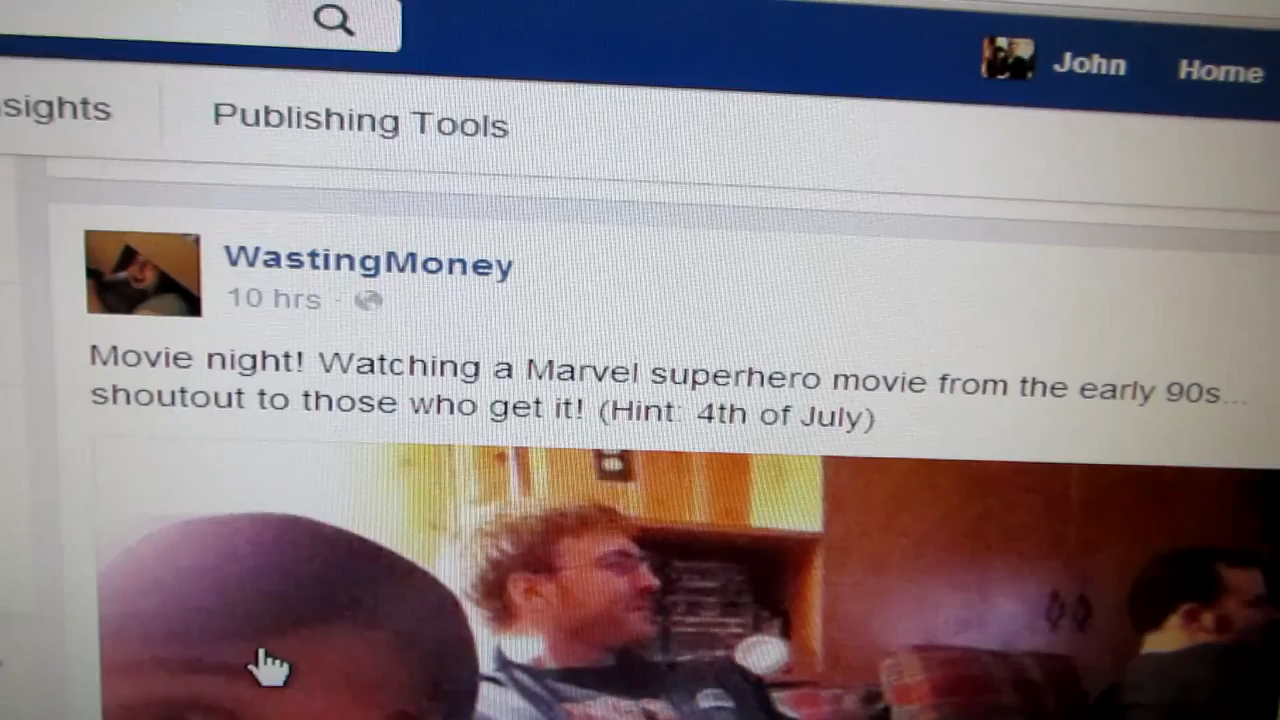 John Home
sights Publishing Tools
WastingMoney
10 hrs
Movie night! Watching a Marvel superhero movie from the early 90s...
shoutout to those who get it! (Hint: 4th of July)